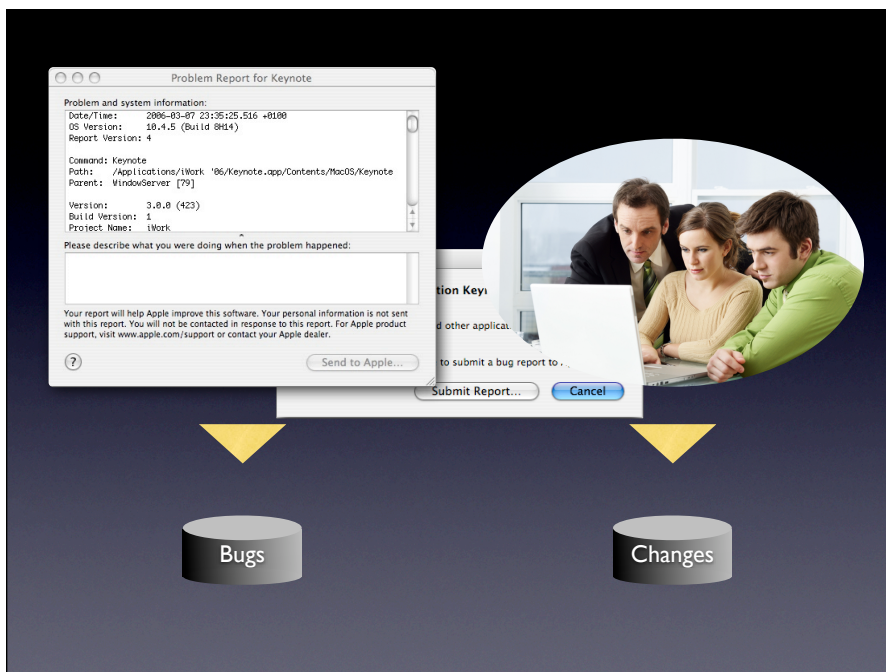 Problem Report for Keynote
Problem and system information:
Date/Time: 2006-03-07 23:35:25.516 +0100
OS Version: 10.4.5 (Build 8H14)
Report Version: 4
Command: Keynote
Path: /Applications/iWork '06/Keynote.app/Contents/MacOS/Keynote
Parent: WindowServer [79]
Version: 3.0.0 (423)
Build Version: 1
Project Name: iWork
Please describe what you were doing when the problem happened:
Your report will help Apple improve this software. Your personal information is not sent
with this report. You will not be contacted in response to this report. For Apple product
support, visit www.apple.com/support or contact your Apple dealer.
? Send to Apple...
tion Key
d other applicat
to submit a bug report to
Submit Report... Cancel
Bugs
Changes